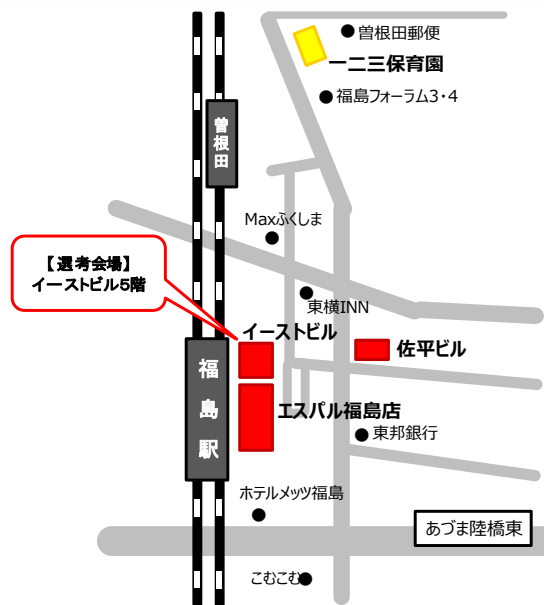 曽根田郵便
一二三保育園
福島フォーラム3・4
曽根田
Maxふくしま
【選考会場】
イーストビル5階
東横INN
イーストビル
佐平ビル
福島駅
エスパル福島店
東邦銀行
ホテルメッツ福島
あづま陸橋東
こむこむ